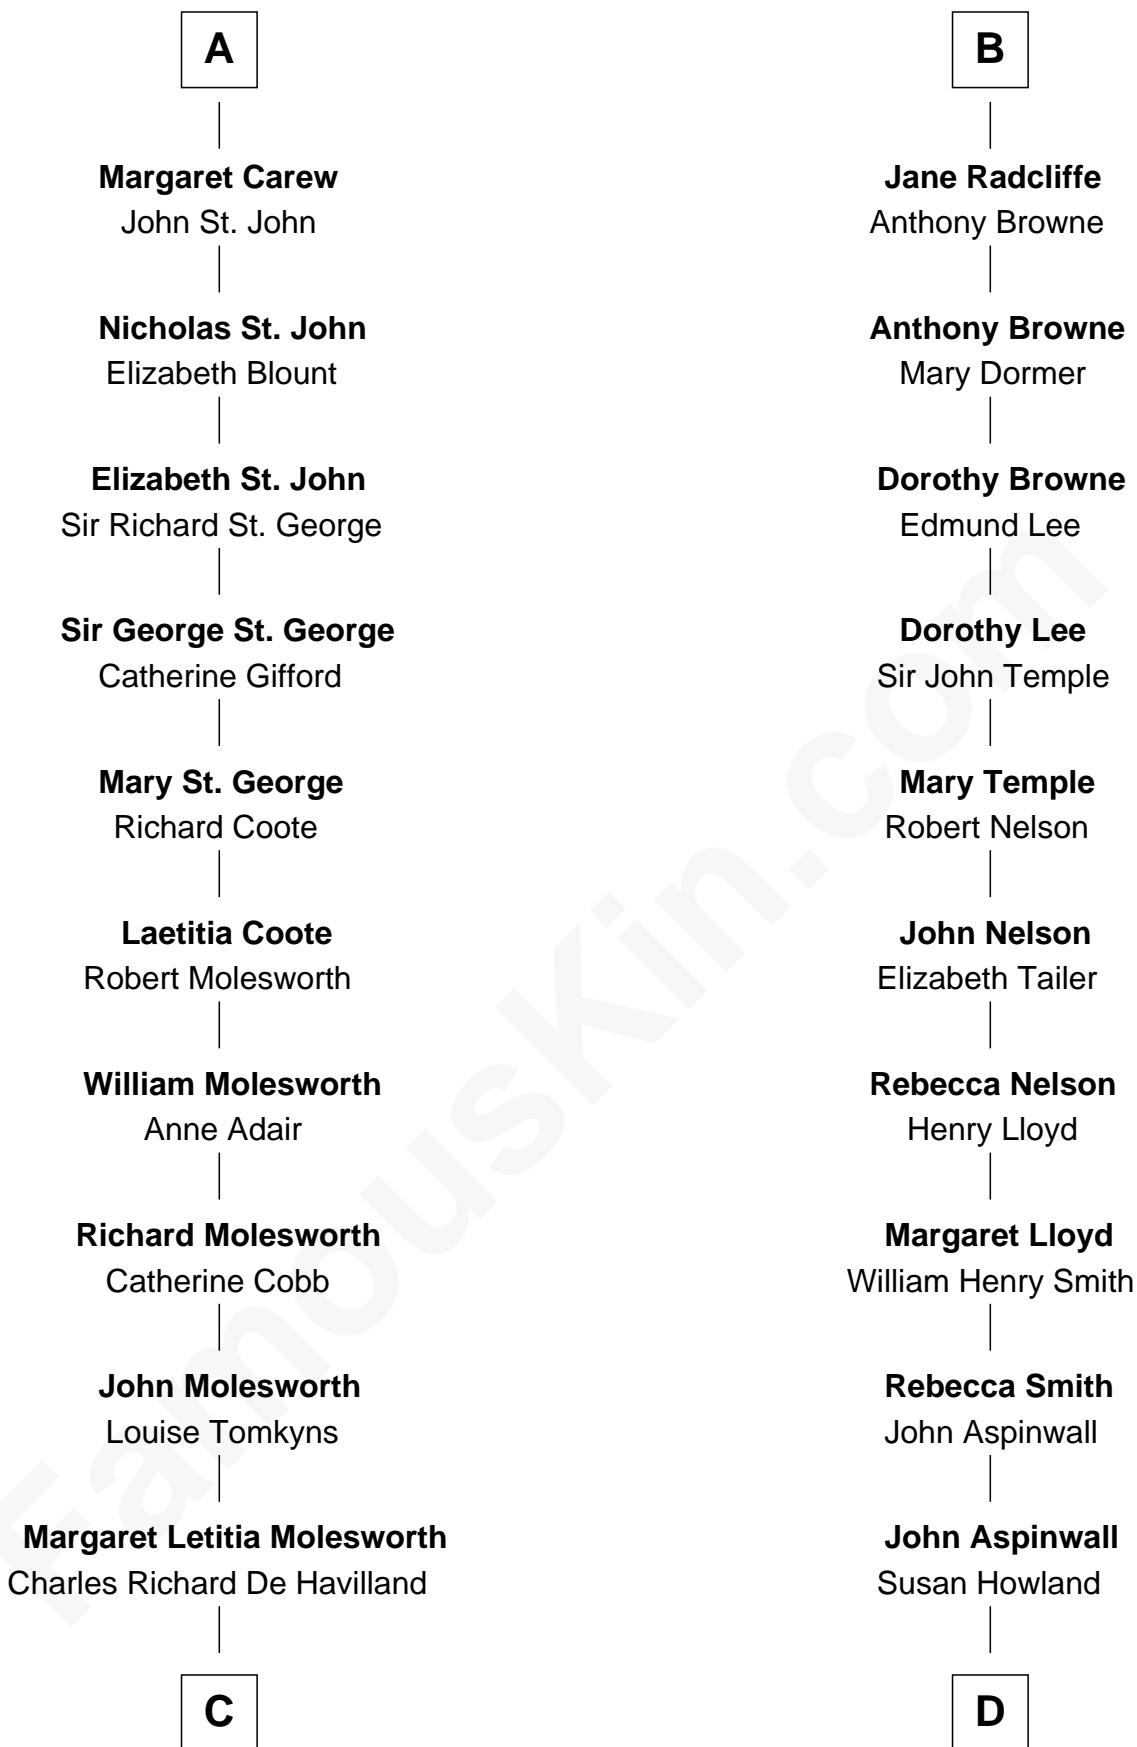 A
Margaret Carew
John St. John
Nicholas St. John
Elizabeth Blount
Elizabeth St. John
Sir Richard St. George
Sir George St. George
Catherine Gifford
Mary St. George
Richard Coote
Laetitia Coote
Robert Molesworth
William Molesworth
Anne Adair
Richard Molesworth
Catherine Cobb
John Molesworth
Louise Tomkyns
Margaret Letitia Molesworth
Charles Richard De Havilland
C
B
Jane Radcliffe
Anthony Browne
Anthony Browne
Mary Dormer
Dorothy Browne
Edmund Lee
Dorothy Lee
Sir John Temple
Mary Temple
Robert Nelson
John Nelson
Elizabeth Tailer
Rebecca Nelson
Henry Lloyd
Margaret Lloyd
William Henry Smith
Rebecca Smith
John Aspinwall
John Aspinwall
Susan Howland
D
FamousKin.com